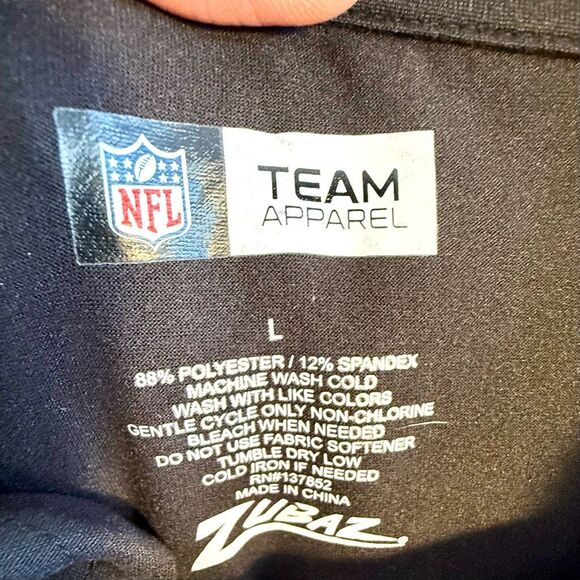 NFL
TEAM
APPAREL
L
88% POLYESTER / 12% SPANDEX
MACHINE WASH COLD
WASH WITH LIKE COLORS
GENTLE CYCLE ONLY NON-CHLORINE
BLEACH WHEN NEEDED
DO NOT USE FABRIC SOFTENER
TUMBLE DRY LOW
COLD IRON IF NEEDED
RN#137852
MADE IN CHINA
ZUBAZ